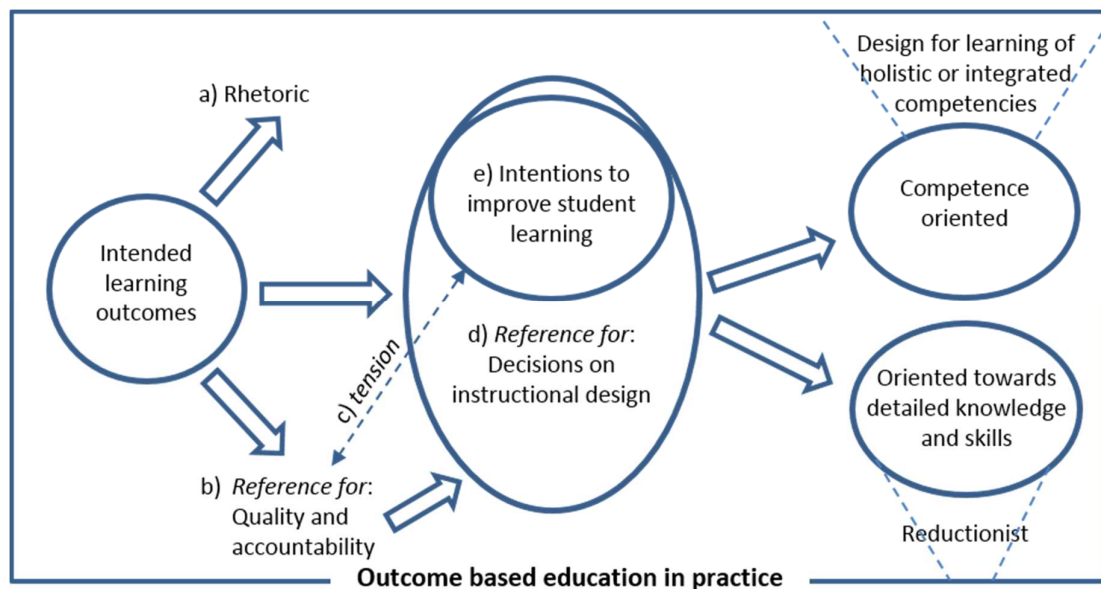 a) Rhetoric
Intended
learning
outcomes
b) Reference for:
Quality and
accountability
c) tension
e) Intentions to
improve student
learning
d) Reference for:
Decisions on
instructional design
Design for learning of
holistic or integrated
competencies
Competence
oriented
Oriented towards
detailed knowledge
and skills
Reductionist
Outcome based education in practice